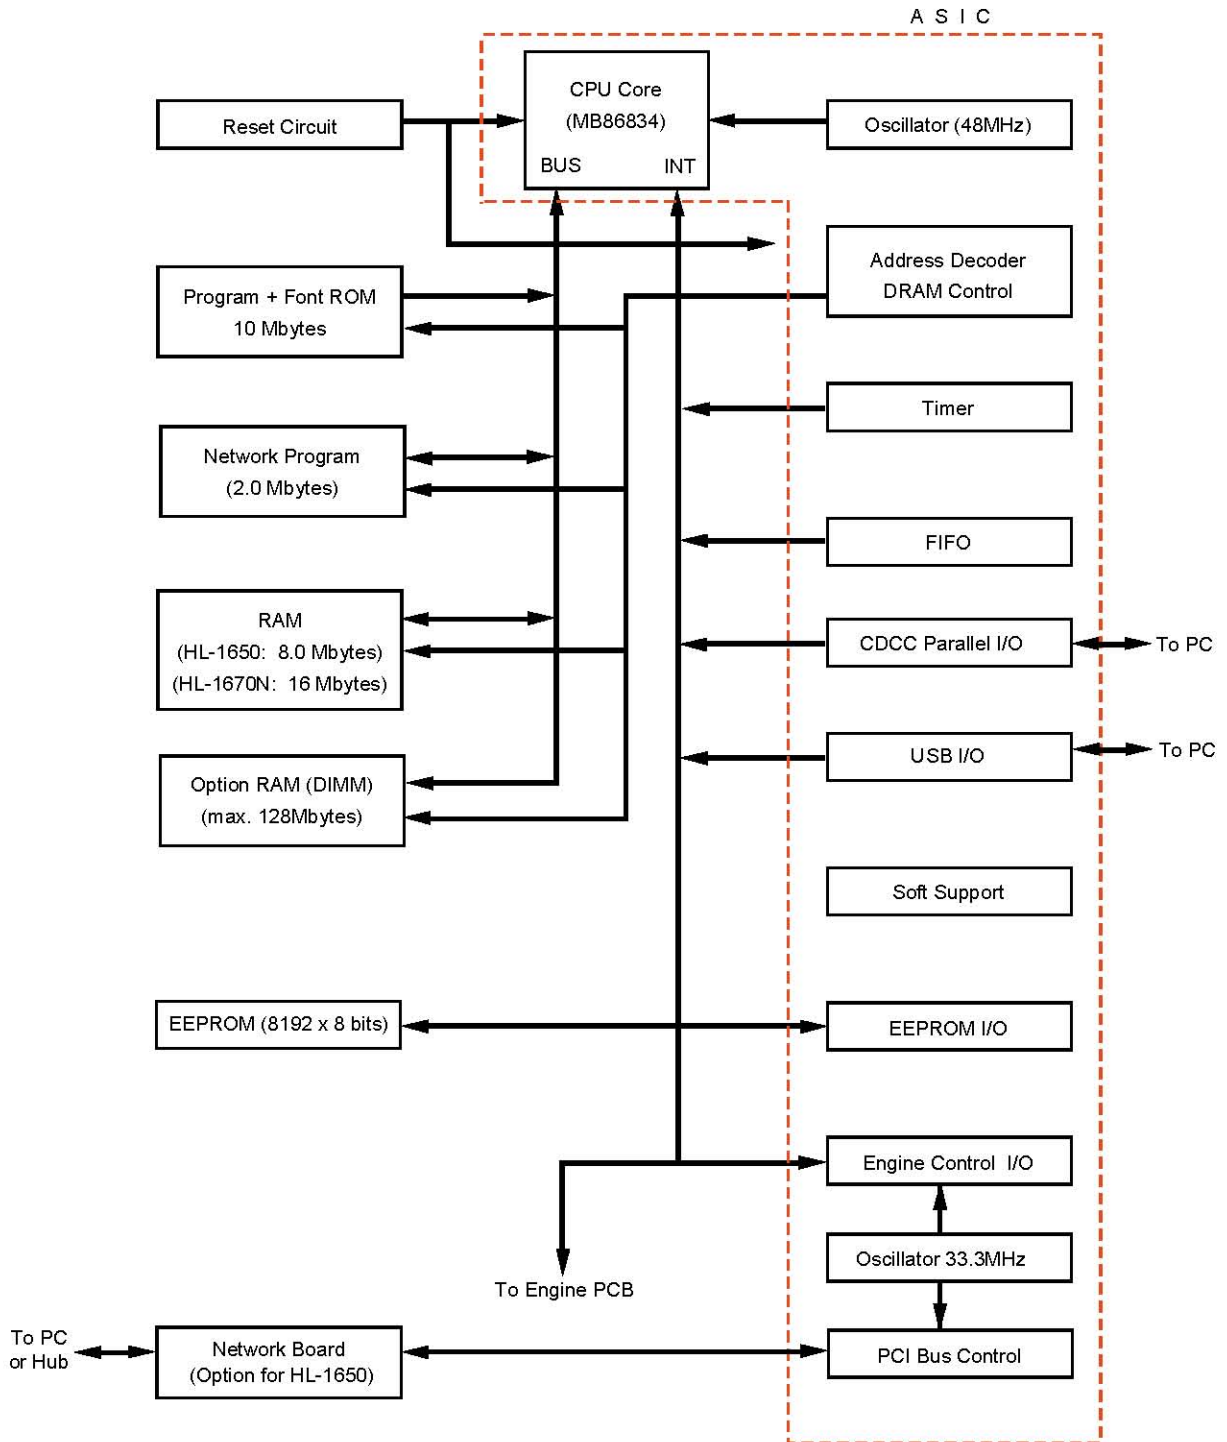 A S I C
CPU Core
(MB86834)
BUS
INT
Reset Circuit
Oscillator (48MHz)
Address Decoder
DRAM Control
Program + Font ROM
10 Mbytes
Timer
Network Program
(2.0 Mbytes)
FIFO
RAM
(HL-1650:  8.0 Mbytes)
(HL-1670N:  16 Mbytes)
CDCC Parallel I/O
To PC
USB I/O
To PC
Option RAM (DIMM)
(max. 128Mbytes)
Soft Support
EEPROM (8192 x 8 bits)
EEPROM I/O
Engine Control  I/O
Oscillator 33.3MHz
To Engine PCB
To PC
or Hub
Network Board
(Option for HL-1650)
PCI Bus Control